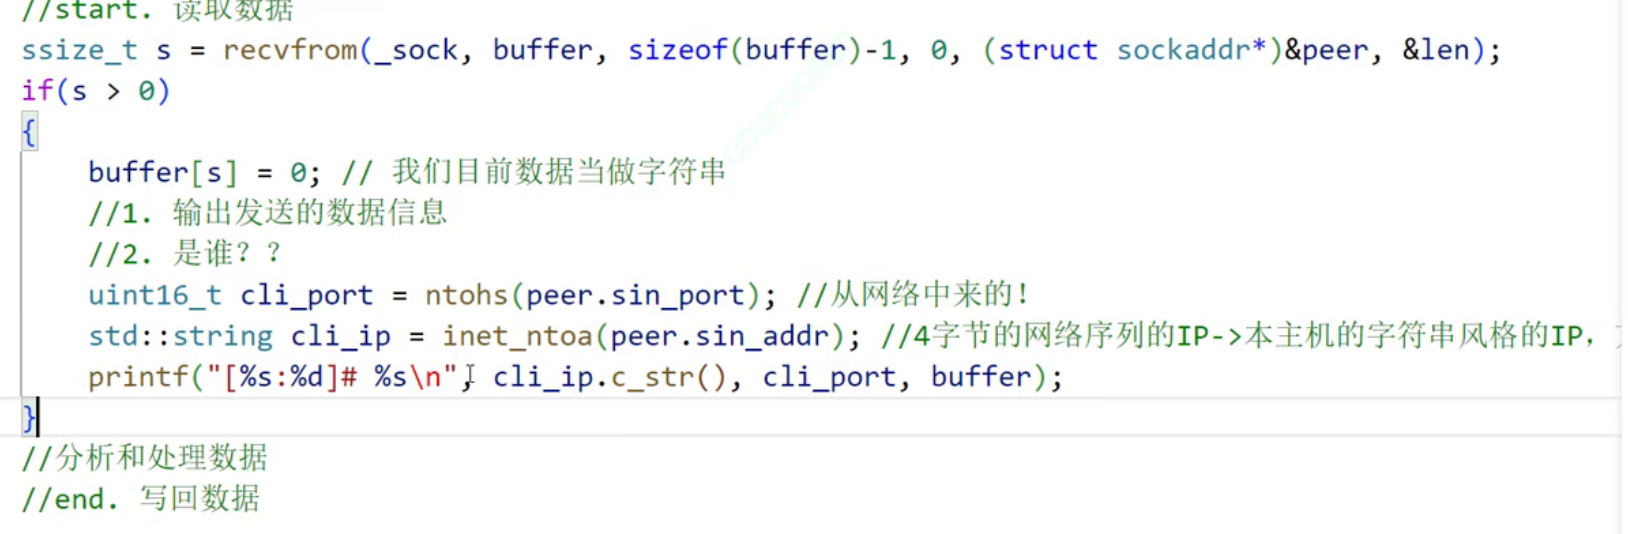 //start. 读取数据
ssize_t s = recvfrom(_sock, buffer, sizeof(buffer)-1, 0, (struct sockaddr*)&peer, &len);
if(s > 0)
{
    buffer[s] = 0; // 我们目前数据当做字符串
    //1. 输出发送的数据信息
    //2. 是谁？？
    uint16_t cli_port = ntohs(peer.sin_port); //从网络中来的！
    std::string cli_ip = inet_ntoa(peer.sin_addr); //4字节的网络序列的IP->本主机的字符串风格的IP，
    printf("[%s:%d]# %s\n", cli_ip.c_str(), cli_port, buffer);
}
//分析和处理数据
//end. 写回数据